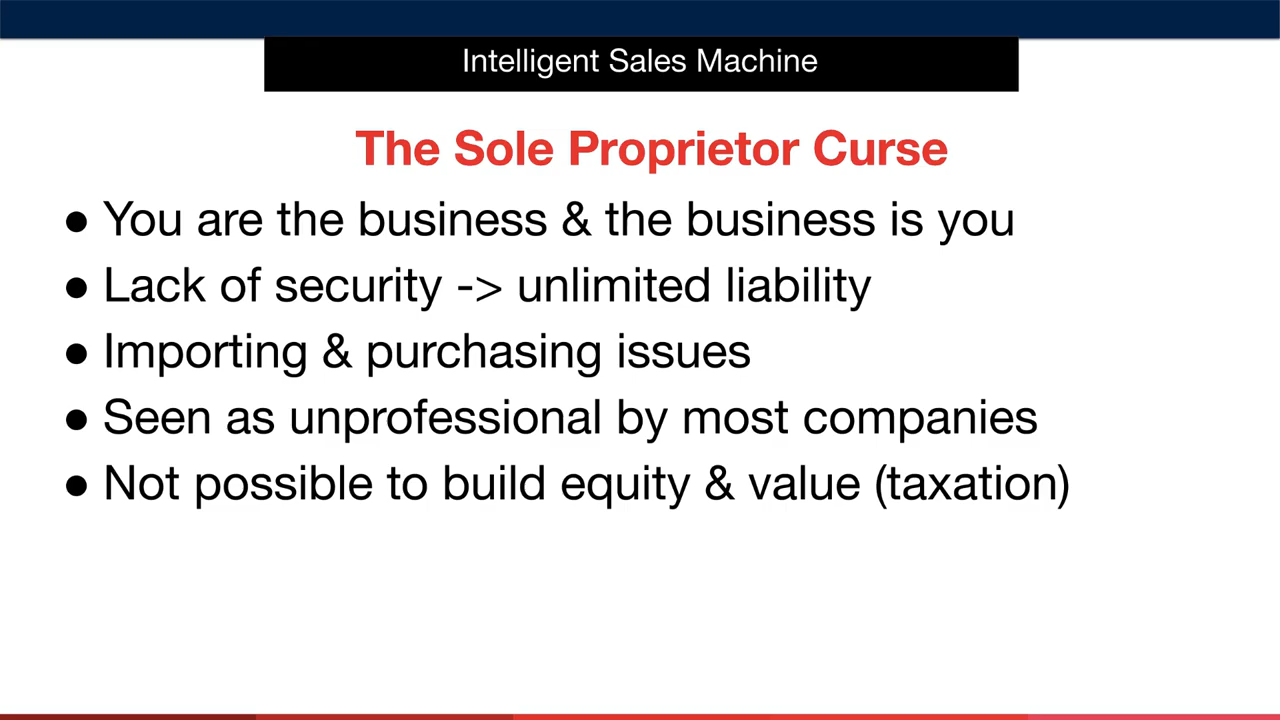 Intelligent Sales Machine
The Sole Proprietor Curse
● You are the business & the business is you
● Lack of security -> unlimited liability
● Importing & purchasing issues
● Seen as unprofessional by most companies
● Not possible to build equity & value (taxation)